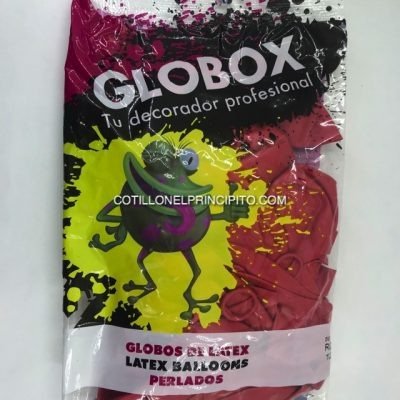 GLOBOX
Tu decorador profesional
COTILLONELPRINCIPITO.COM
GLOBOS DE LATEX
LATEX BALLOONS
PERLADOS